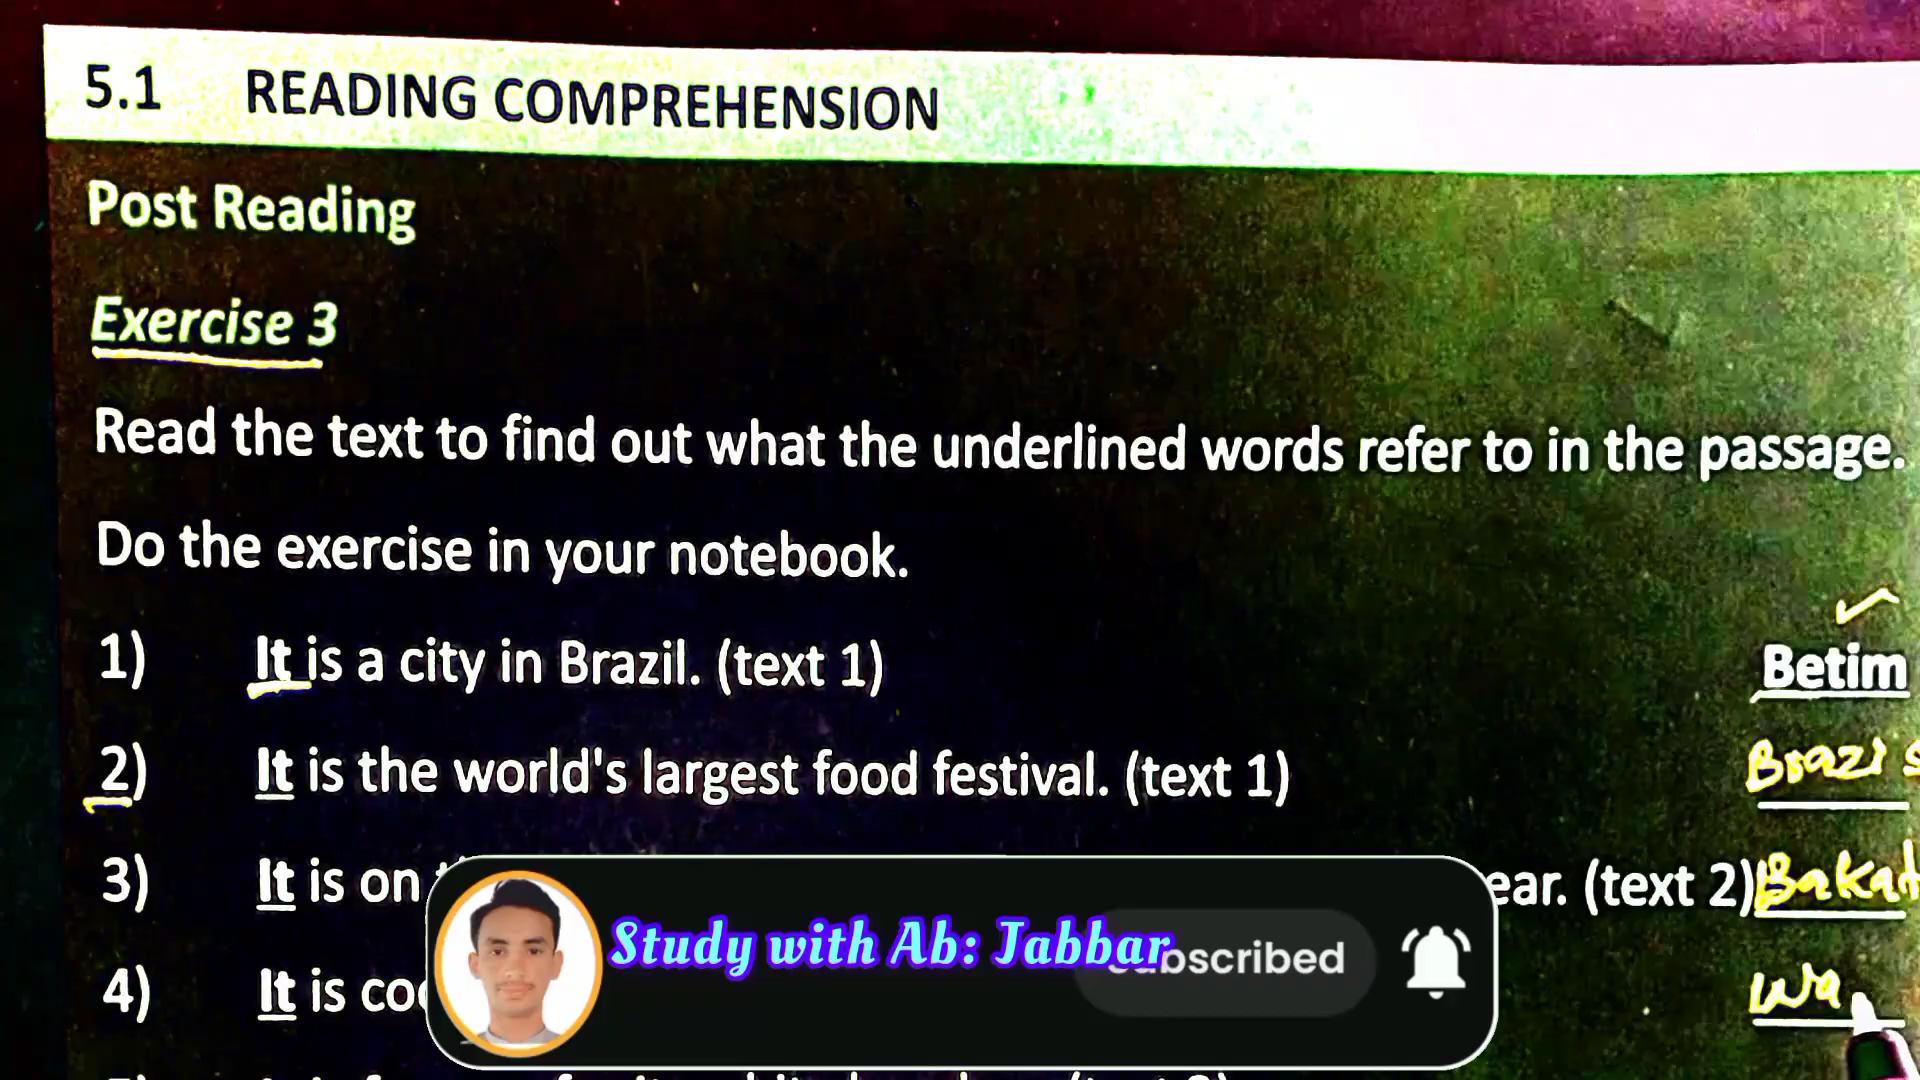 5.1 READING COMPREHENSION
Post Reading
Exercise 3
Read the text to find out what the underlined words refer to in the passage.
Do the exercise in your notebook.
1) It is a city in Brazil. (text 1) Betim
2) It is the world's largest food festival. (text 1)
3) It is on ear. (text 2)
4) It is
Study with Ab: Jabbar
bscribed